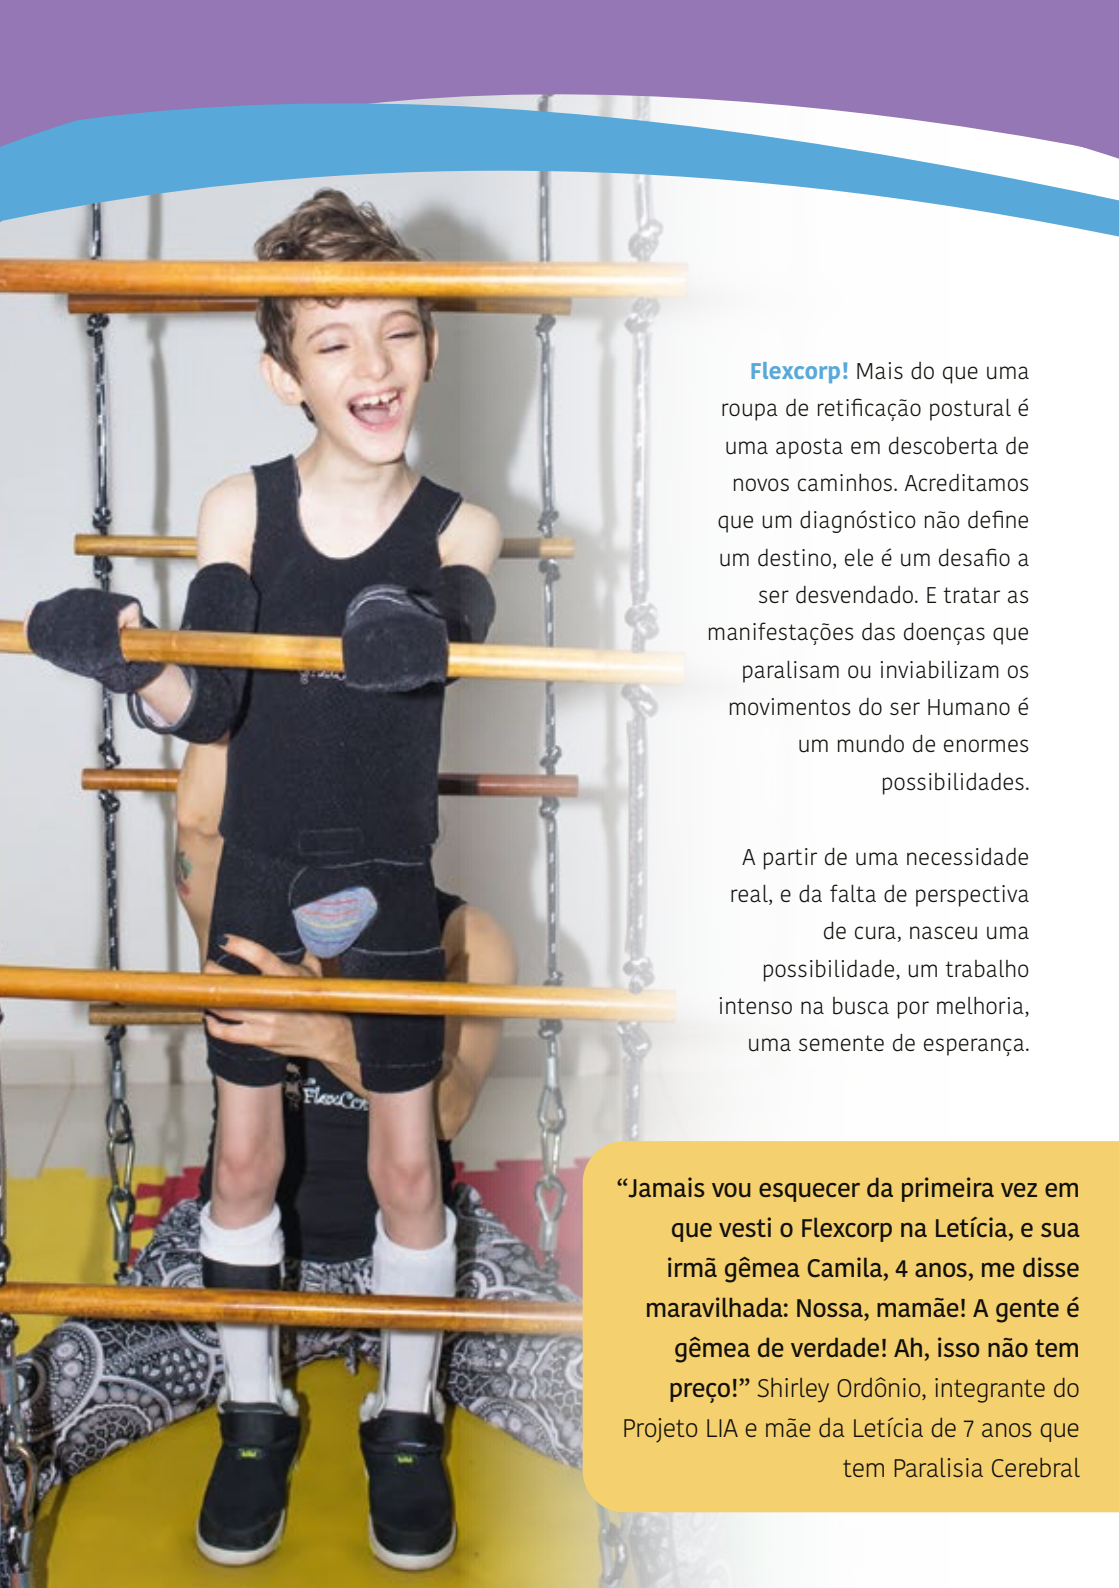 Flexcorp! Mais do que uma
roupa de retificação postural é
uma aposta em descoberta de
novos caminhos. Acreditamos
que um diagnóstico não define
um destino, ele é um desafio a
ser desvendado. E tratar as
manifestações das doenças que
paralisam ou inviabilizam os
movimentos do ser Humano é
um mundo de enormes
possibilidades.
A partir de uma necessidade
real, e da falta de perspectiva
de cura, nasceu uma
possibilidade, um trabalho
intenso na busca por melhoria,
uma semente de esperança.
“Jamais vou esquecer da primeira vez em
que vesti o Flexcorp na Letícia, e sua
irmã gêmea Camila, 4 anos, me disse
maravilhada: Nossa, mamãe! A gente é
gêmea de verdade! Ah, isso não tem
preço!” Shirley Ordônio, integrante do
Projeto LIA e mãe da Letícia de 7 anos que
tem Paralisia Cerebral